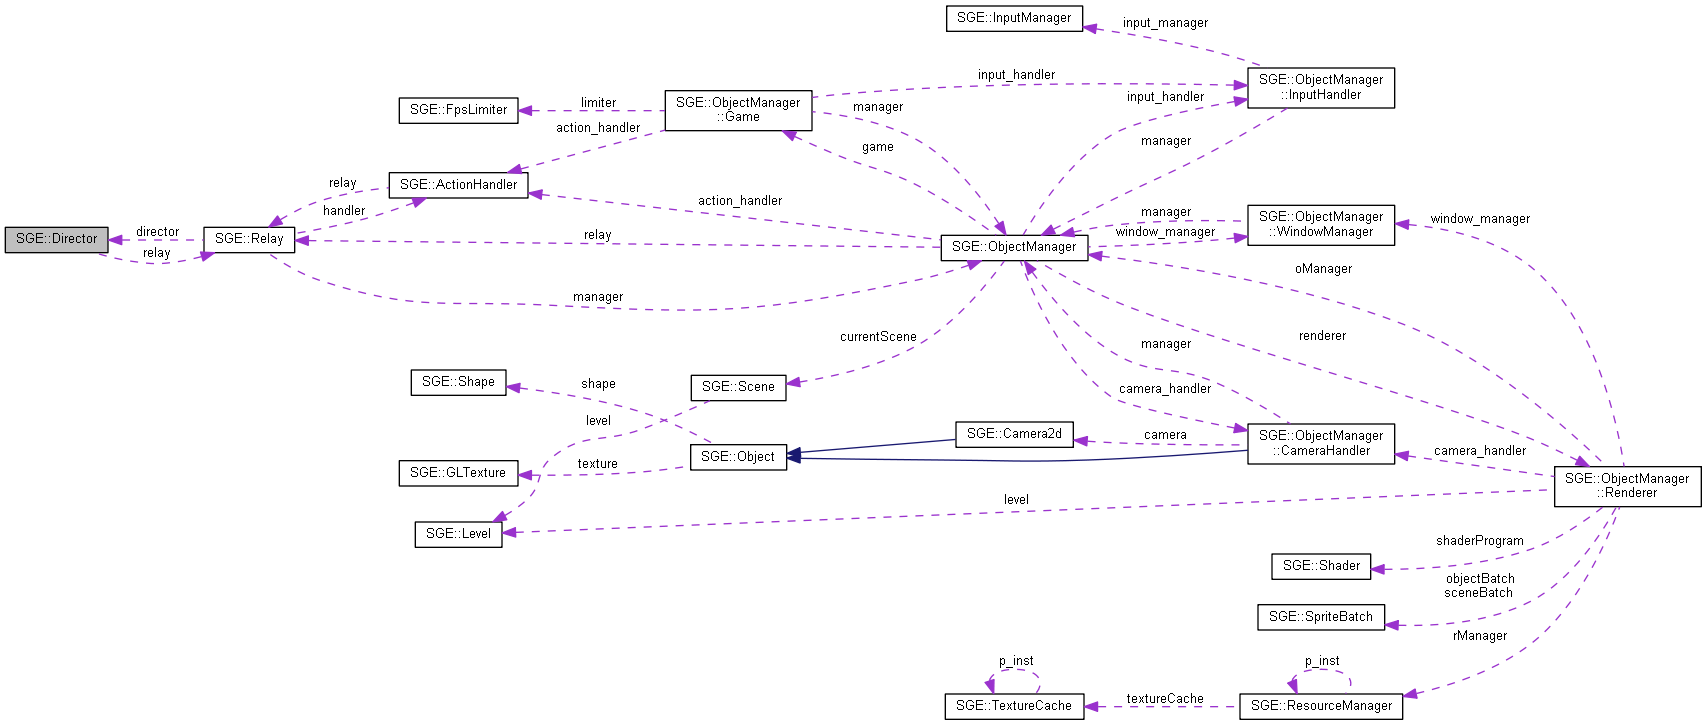 SGE::InputManager
input_manager
SGE::ObjectManager
::InputHandler
input_handler
input_handler
manager
SGE::ObjectManager
::Game
limiter
SGE::FpsLimiter
action_handler
manager
game
SGE::ActionHandler
relay
handler
action_handler
SGE::Director
director
relay
SGE::Relay
relay
SGE::ObjectManager
manager
window_manager
SGE::ObjectManager
::WindowManager
window_manager
manager
oManager
renderer
currentScene
manager
camera_handler
SGE::Shape
shape
SGE::Scene
level
SGE::Camera2d
camera
SGE::ObjectManager
::CameraHandler
camera_handler
SGE::Object
texture
SGE::GLTexture
SGE::ObjectManager
::Renderer
level
SGE::Level
shaderProgram
SGE::Shader
objectBatch
sceneBatch
SGE::SpriteBatch
rManager
p_inst
p_inst
SGE::TextureCache
textureCache
SGE::ResourceManager